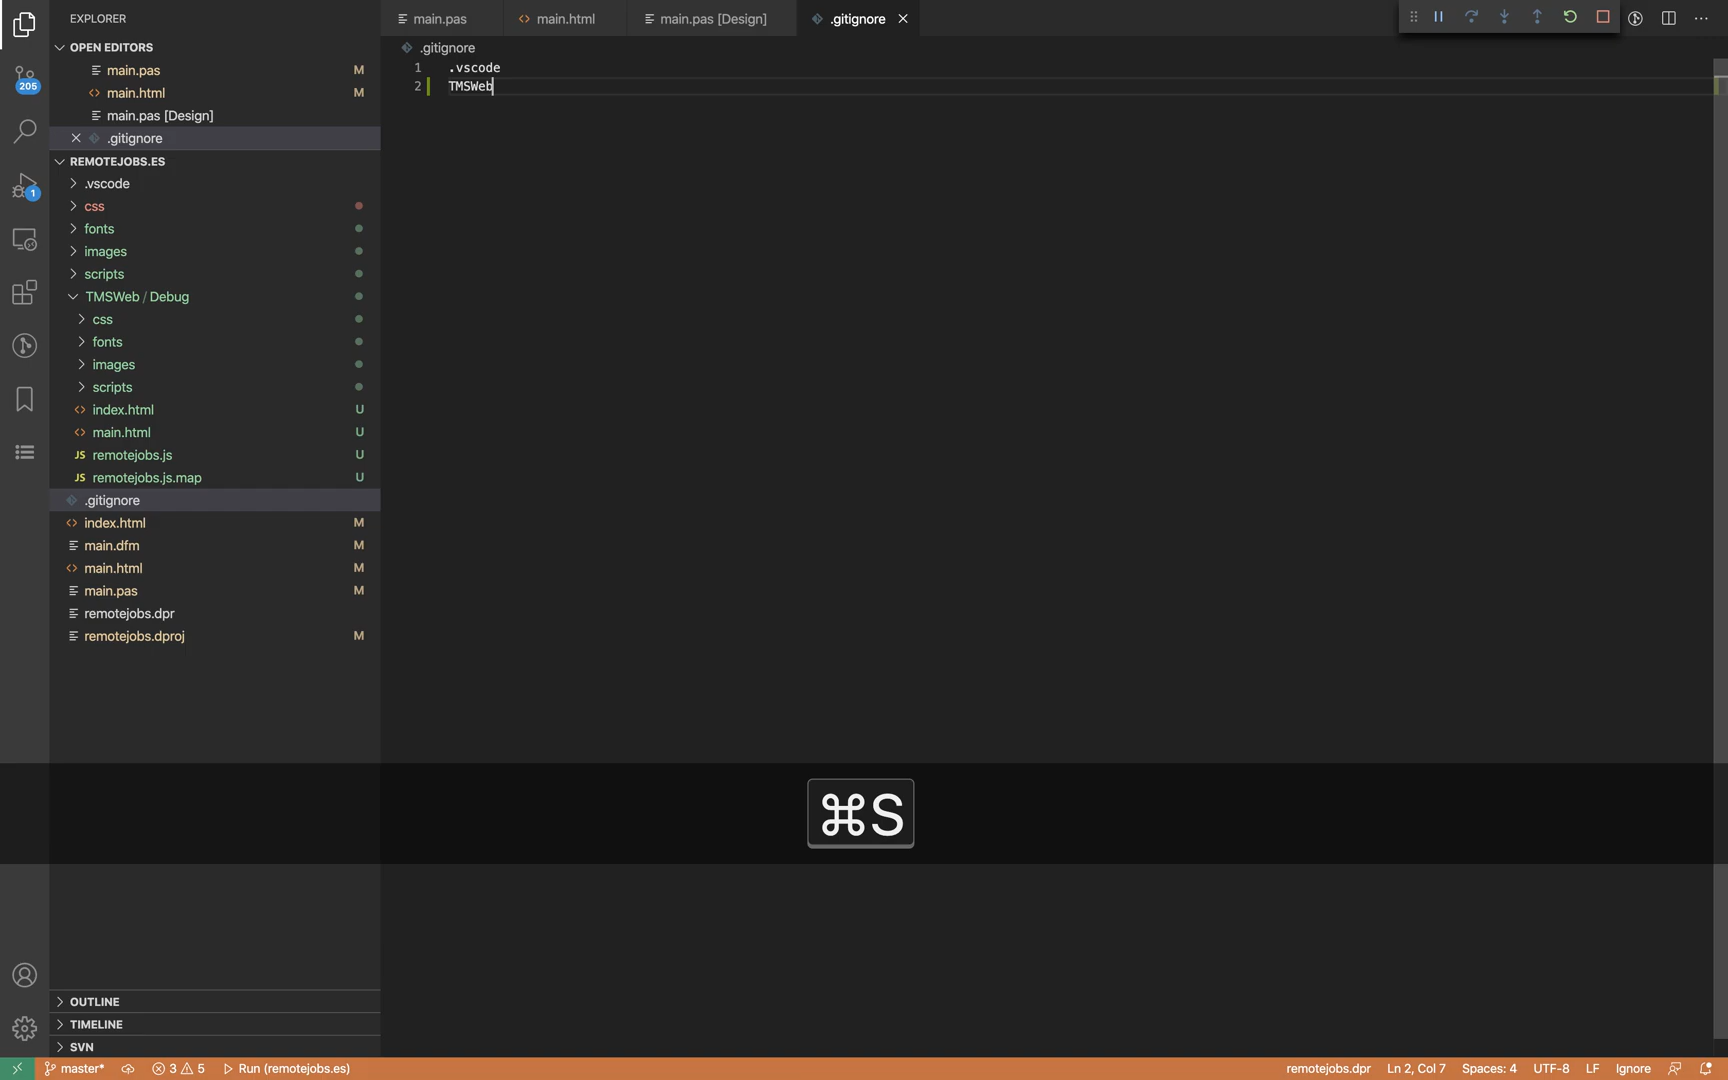 EXPLORER
OPEN EDITORS
main.pas M
main.html M
main.pas [Design]
.gitignore
REMOTEJOBS.ES
.vscode
css
fonts
images
scripts
TMSWeb / Debug
css
fonts
images
scripts
index.html U
main.html U
JS remotejobs.js U
JS remotejobs.js.map U
.gitignore
index.html M
main.dfm M
main.html M
main.pas M
remotejobs.dpr
remotejobs.dproj M
OUTLINE
TIMELINE
SVN
205
1
main.pas
main.html
main.pas [Design]
.gitignore
.gitignore
1 .vscode
2 TMSWeb
⌘S
master* 3 5 Run (remotejobs.es) remotejobs.dpr Ln 2, Col 7 Spaces: 4 UTF-8 LF Ignore